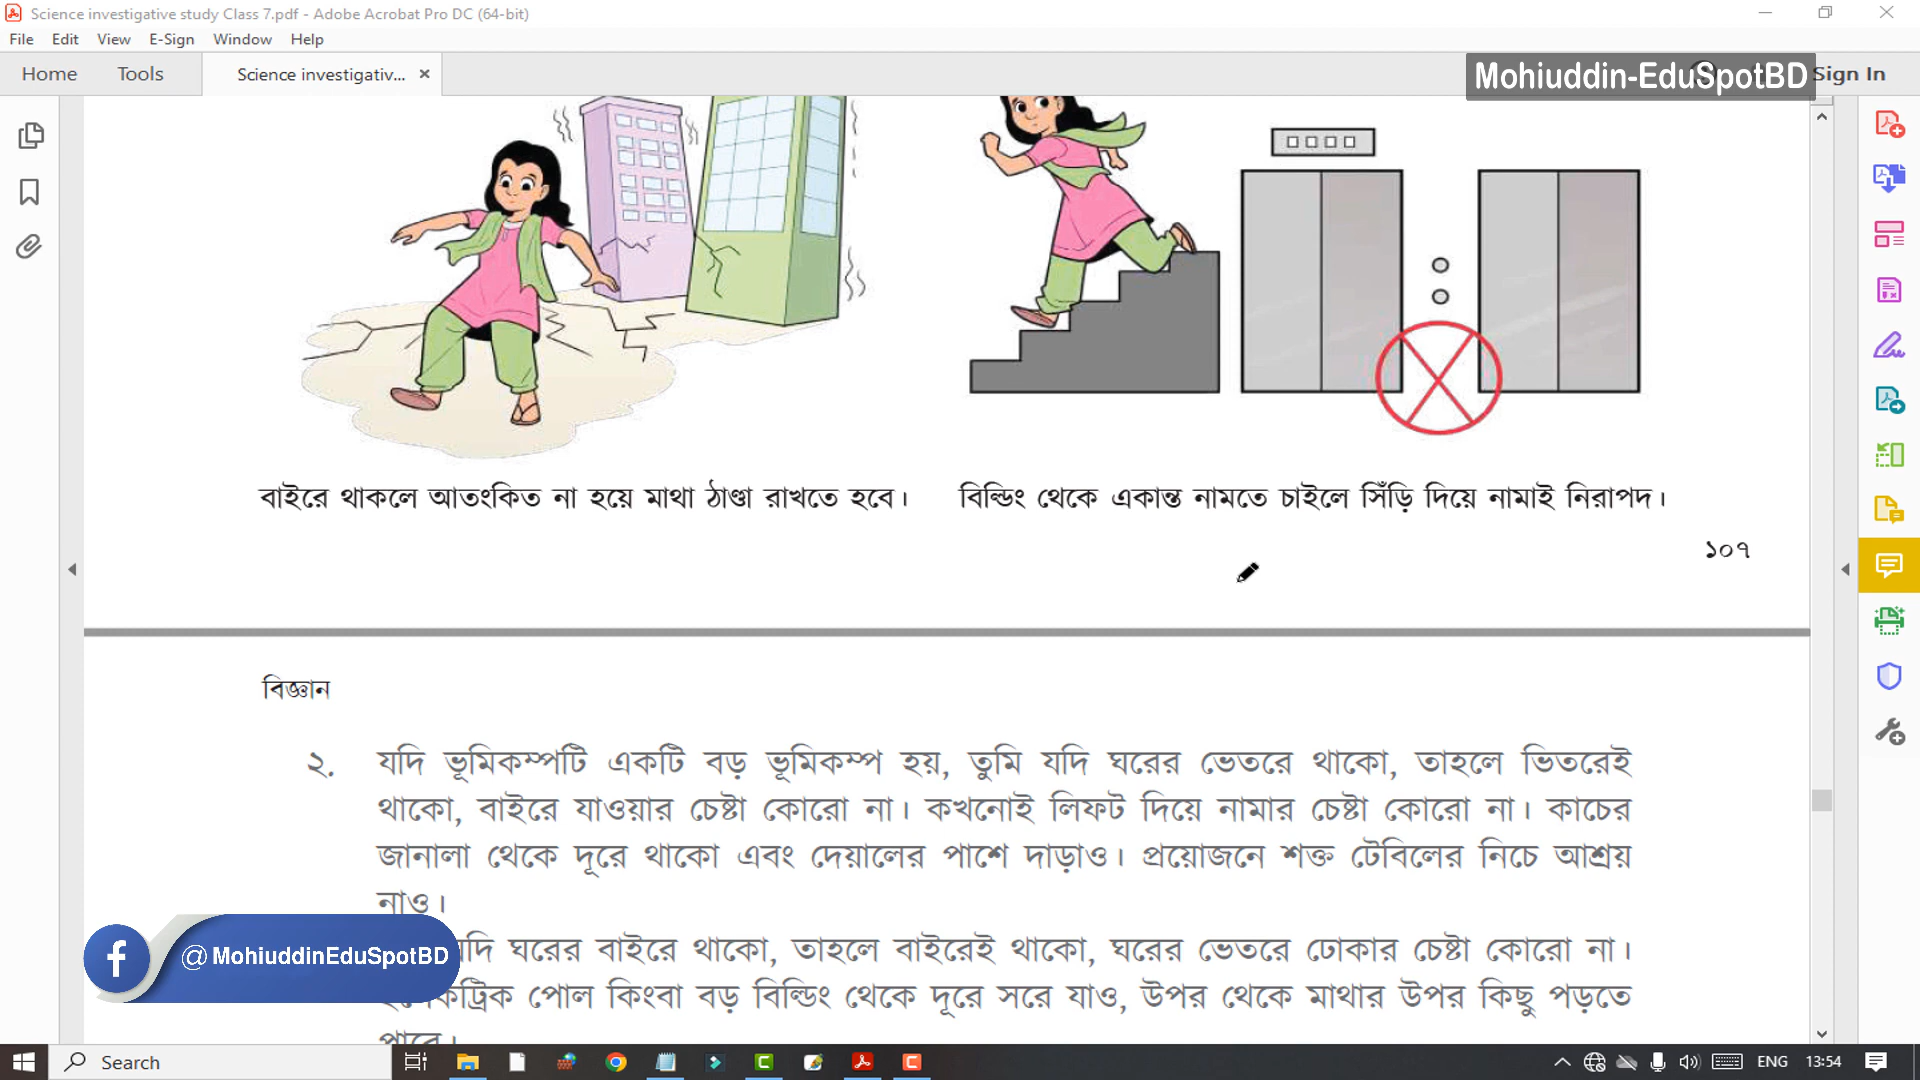 Science investigative study Class 7.pdf - Adobe Acrobat Pro DC (64-bit)
File Edit View E-Sign Window Help
Home Tools Science investigativ... × Sign In
Mohiuddin-EduSpotBD
বাইরে থাকলে আতংকিত না হয়ে মাথা ঠাণ্ডা রাখতে হবে।
বিল্ডিং থেকে একান্ত নামতে চাইলে সিঁড়ি দিয়ে নামাই নিরাপদ।
১০৭
বিজ্ঞান
২. যদি ভূমিকম্পটি একটি বড় ভূমিকম্প হয়, তুমি যদি ঘরের ভেতরে থাকো, তাহলে ভিতরেই
থাকো, বাইরে যাওয়ার চেষ্টা কোরো না। কখনোই লিফট দিয়ে নামার চেষ্টা কোরো না। কাচের
জানালা থেকে দূরে থাকো এবং দেয়ালের পাশে দাড়াও। প্রয়োজনে শক্ত টেবিলের নিচে আশ্রয়
নাও।
ঘরের বাইরে থাকো, তাহলে বাইরেই থাকো, ঘরের ভেতরে ঢোকার চেষ্টা কোরো না।
পোল কিংবা বড় বিল্ডিং থেকে দূরে সরে যাও, উপর থেকে মাথার উপর কিছু পড়তে
@MohiuddinEduSpotBD
Search
ENG 13:54